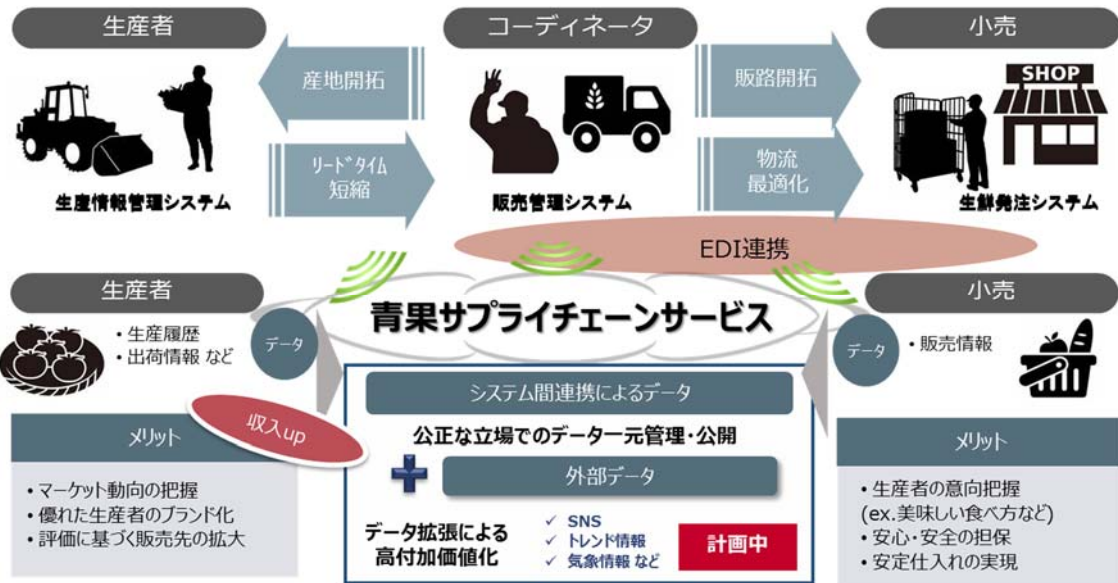 生産者
コーディネータ
小売
産地開拓
販路開拓
SHOP
リードタイム
短縮
物流
最適化
生産情報管理システム
販売管理システム
生鮮発注システム
EDI連携
生産者
小売
青果サプライチェーンサービス
・生産履歴
・出荷情報 など
データ
データ
・販売情報
システム間連携によるデータ
収入up
メリット
公正な立場でのデータ一元管理・公開
メリット
外部データ
・マーケット動向の把握
・優れた生産者のブランド化
・評価に基づく販売先の拡大
データ拡張による
高付加価値化
✓ SNS
✓ トレンド情報
✓ 気象情報 など
計画中
・生産者の意向把握
(ex.美味しい食べ方など)
・安心・安全の担保
・安定仕入れの実現